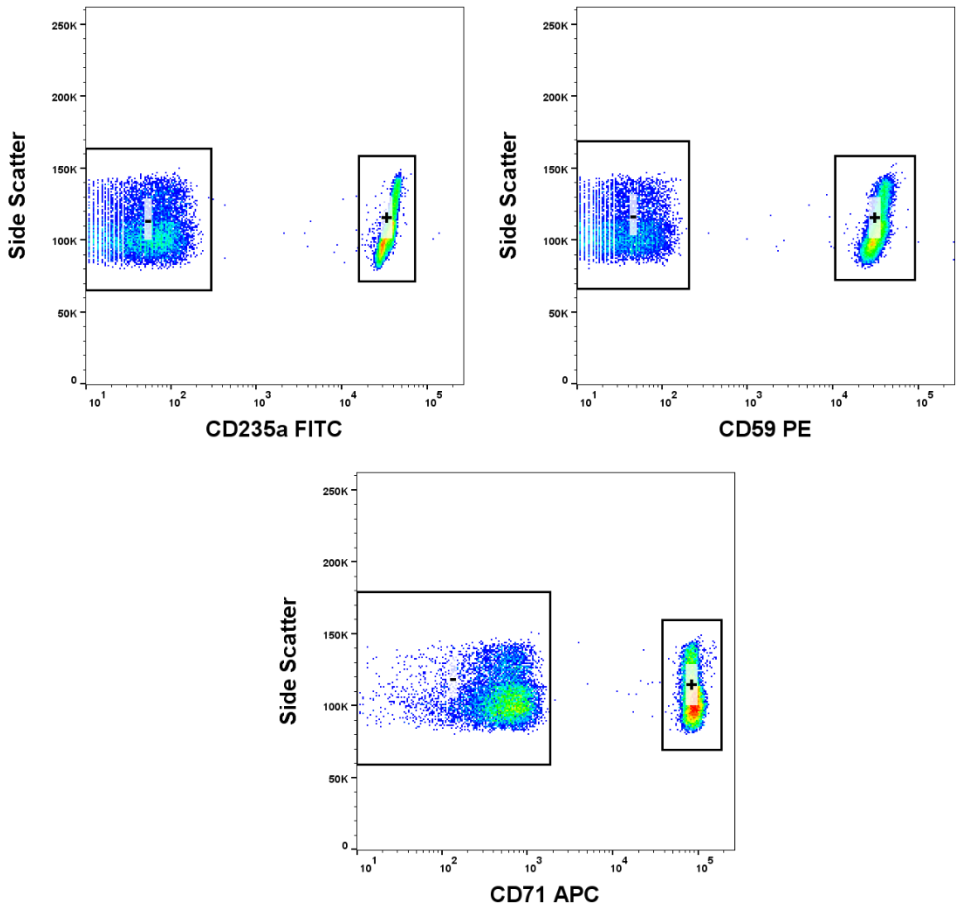 250K
200K
150K
100K
50K
0
Side Scatter
-
+
10^1 10^2 10^3 10^4 10^5
CD235a FITC
250K
200K
150K
100K
50K
0
Side Scatter
-
+
10^1 10^2 10^3 10^4 10^5
CD59 PE
250K
200K
150K
100K
50K
0
Side Scatter
-
+
10^1 10^2 10^3 10^4 10^5
CD71 APC